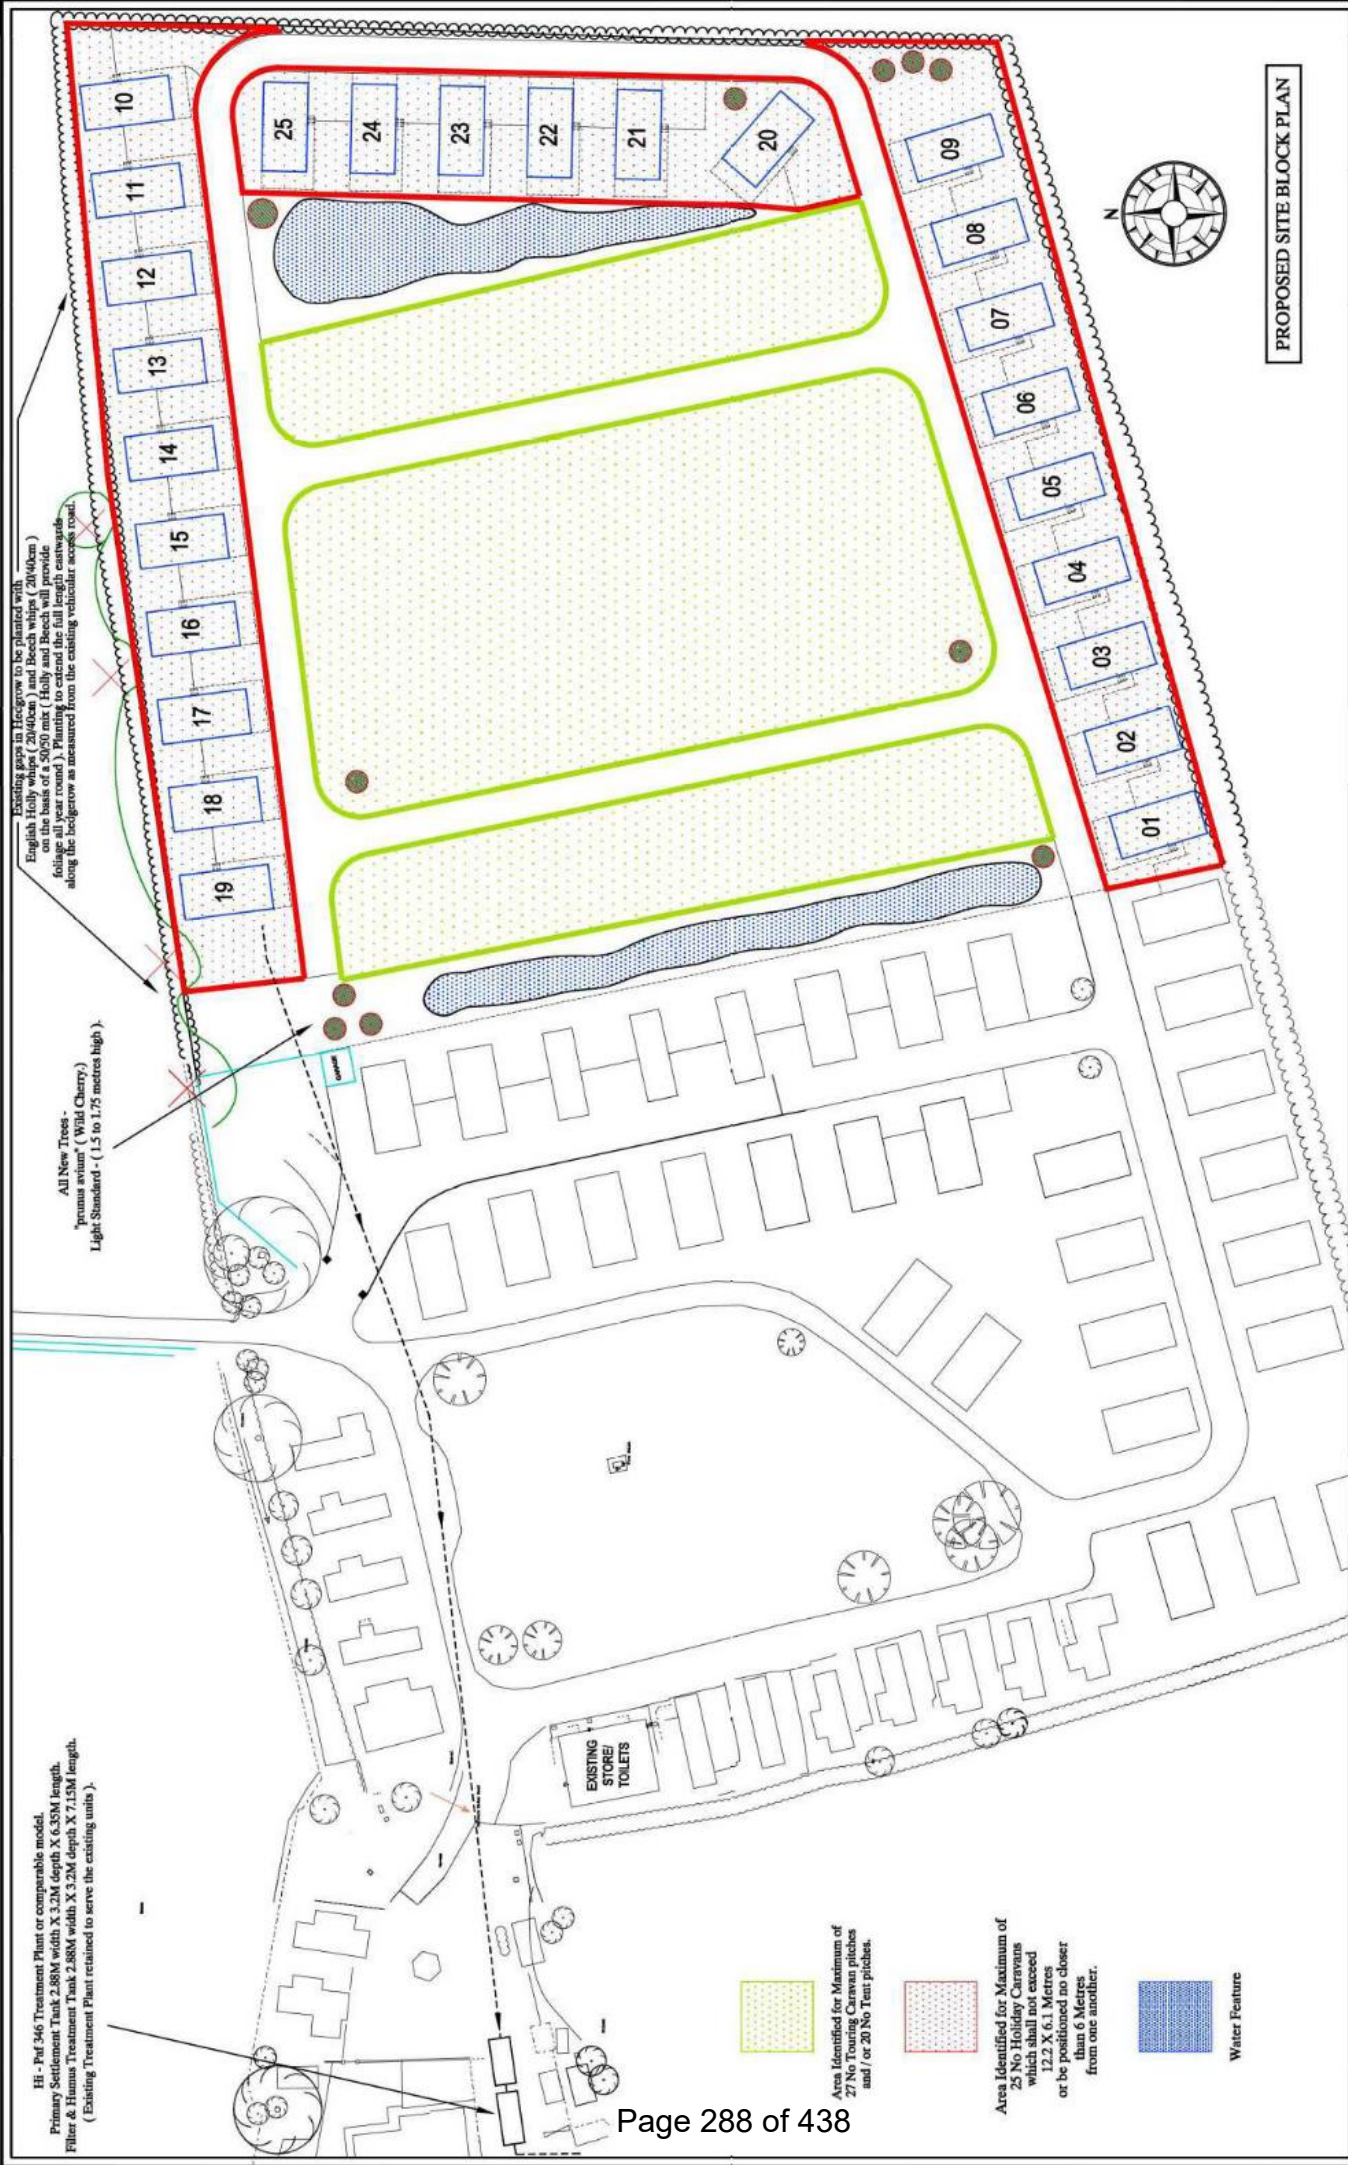 Existing gaps in Hedgrow to be planted with
English Holly whips ( 20/40cm ) and Beech whips ( 20/40cm )
on the basis of a 50/50 mix ( Holly and Beech will provide
foliage all year round ). Planting to extend the full length eastwards
along the hedgerow as measured from the existing vehicular access road.
All New Trees -
"prunus avium" ( Wild Cherry.)
Light Standard - ( 1.5 to 1.75 metres high ).
Hi - Paf 346 Treatment Plant or comparable model.
Primary Settlement Tank 2.88M width X 3.2M depth X 6.35M length.
Filter & Humus Treatment Tank 2.88M width X 3.2M depth X 7.15M length.
( Existing Treatment Plant retained to serve the existing units ).
10
11
12
13
14
15
16
17
18
19
25
24
23
22
21
20
09
08
07
06
05
04
03
02
01
N
PROPOSED SITE BLOCK PLAN
EXISTING
STORE/
TOILETS
Area Identified for Maximum of
27 No Touring Caravan pitches
and / or 20 No Tent pitches.
Area Identified for Maximum of
25 No Holiday Caravans
which shall not exceed
12.2 X 6.1 Metres
or be positioned no closer
than 6 Metres
from one another.
Water Feature
Page 288 of 438